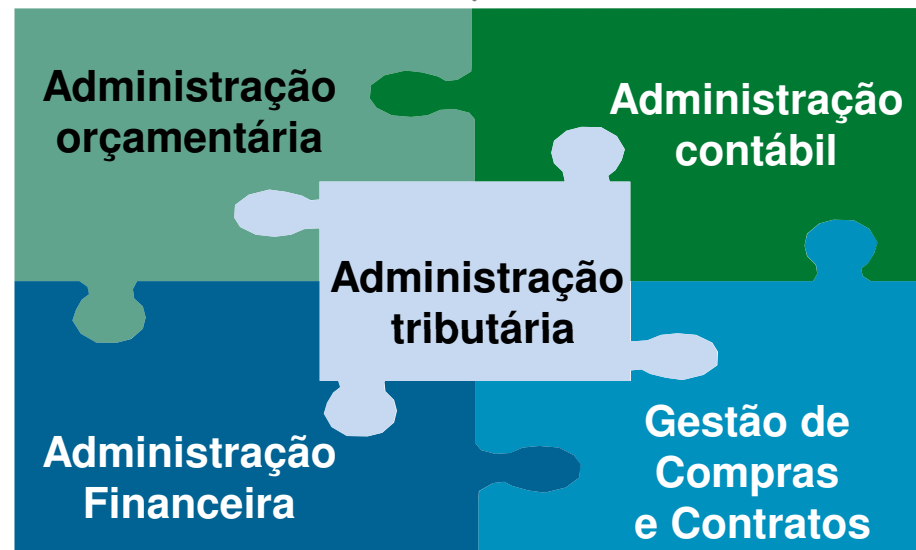 Administração
orçamentária
Administração
contábil
Administração
tributária
Administração
Financeira
Gestão de
Compras
e Contratos